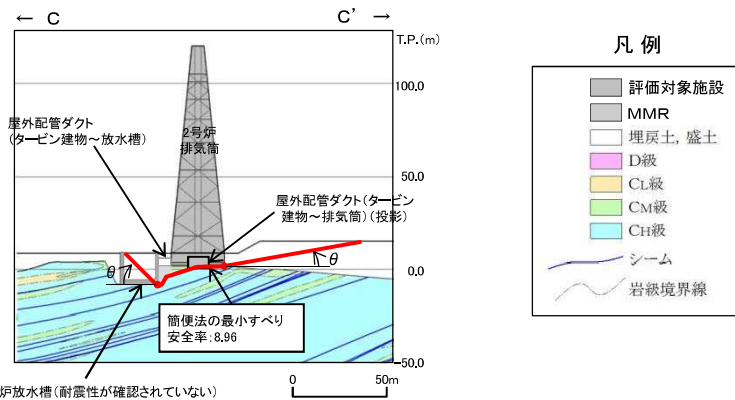 ← C
C' →
T.P.(m)
100.0
50.0
0.0
-50.0
屋外配管ダクト
(タービン建物～放水槽)
2号炉
排気筒
屋外配管ダクト(タービン
建物～排気筒)(投影)
θ
θ
簡便法の最小すべり
安全率:8.96
炉放水槽(耐震性が確認されていない)
0
50m
凡 例
評価対象施設
MMR
埋戻土, 盛土
D級
CL級
CM級
CH級
シーム
岩級境界線